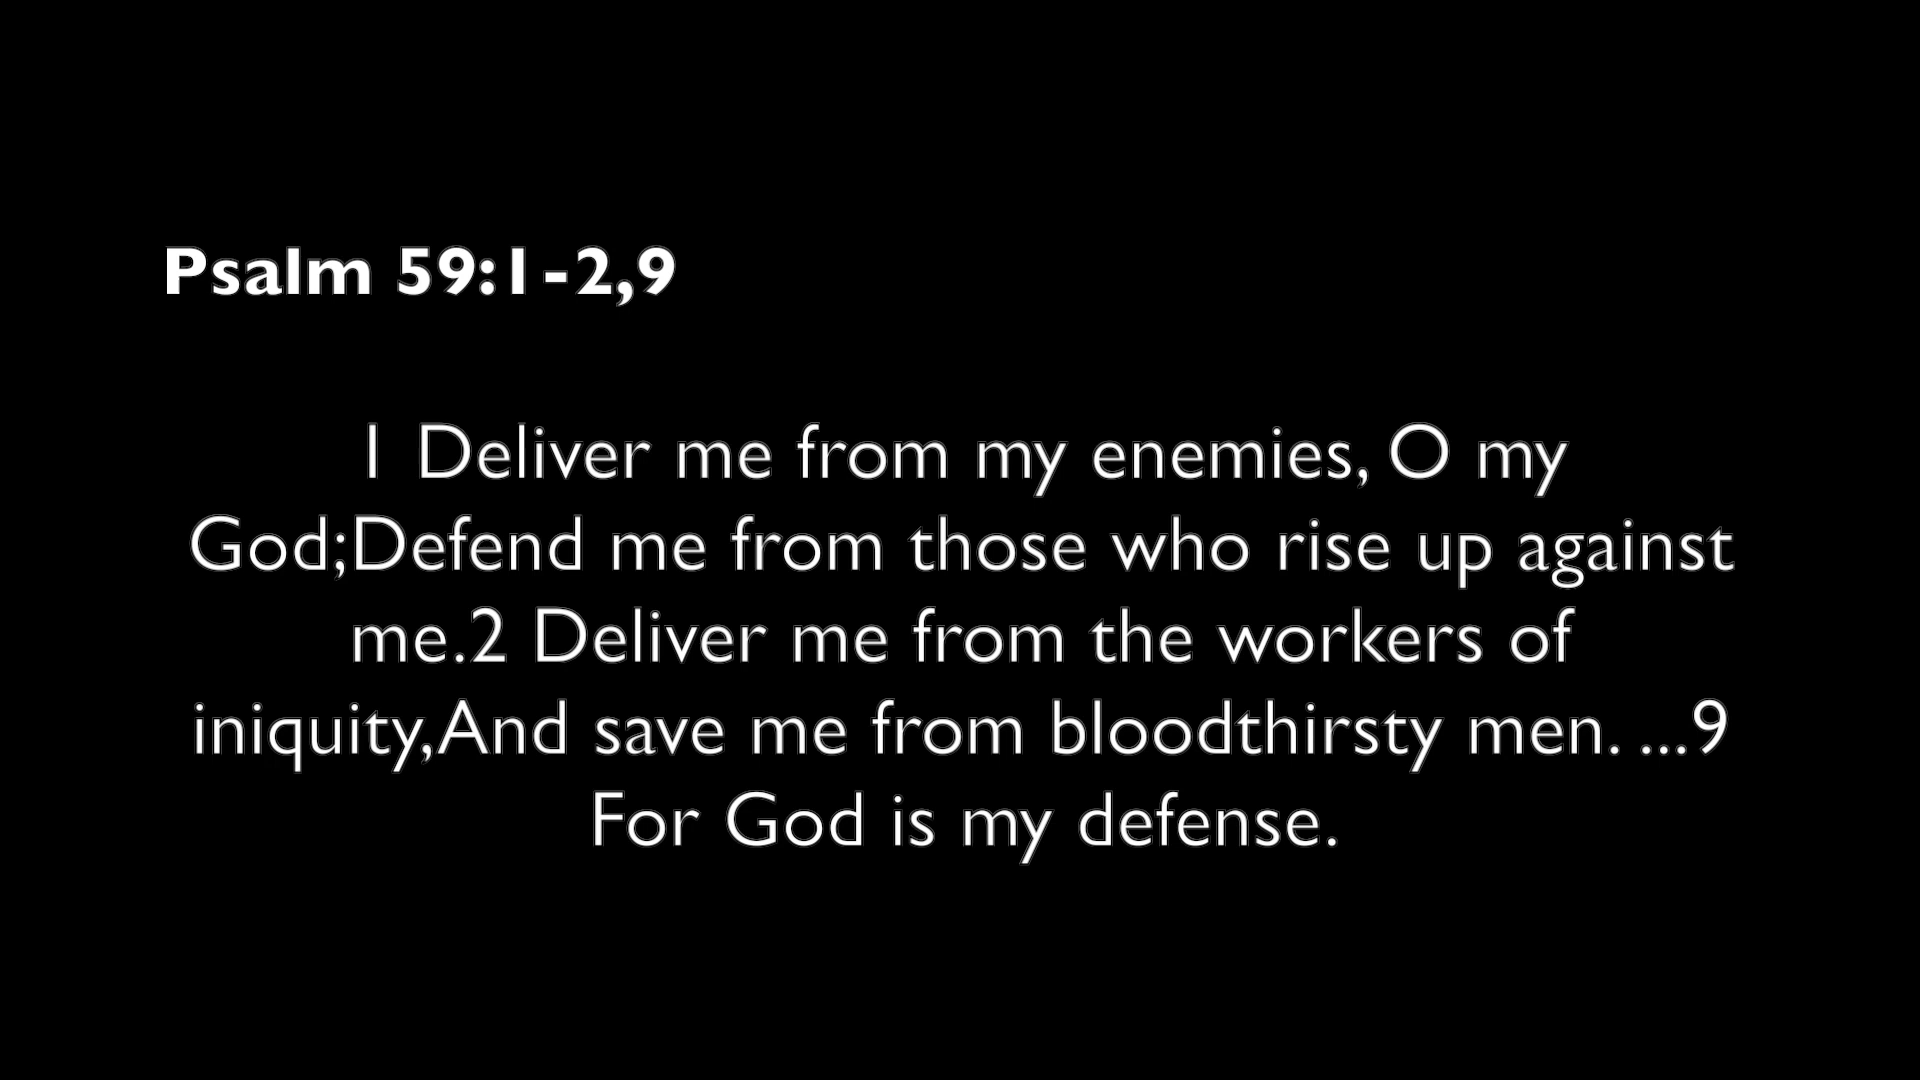 Psalm 59:1-2,9
1 Deliver me from my enemies, O my
God;Defend me from those who rise up against
me.2 Deliver me from the workers of
iniquity,And save me from bloodthirsty men. ...9
For God is my defense.